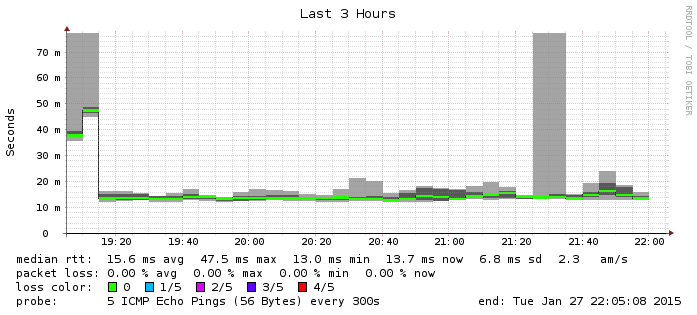 Last 3 Hours
RRDTOOL / TOBI OETIKER
Seconds
70 m
60 m
50 m
40 m
30 m
20 m
10 m
0
19:20 19:40 20:00 20:20 20:40 21:00 21:20 21:40 22:00
median rtt: 15.6 ms avg 47.5 ms max 13.0 ms min 13.7 ms now 6.8 ms sd 2.3 am/s
packet loss: 0.00 % avg 0.00 % max 0.00 % min 0.00 % now
loss color: 0 1/5 2/5 3/5 4/5
probe: 5 ICMP Echo Pings (56 Bytes) every 300s end: Tue Jan 27 22:05:08 2015